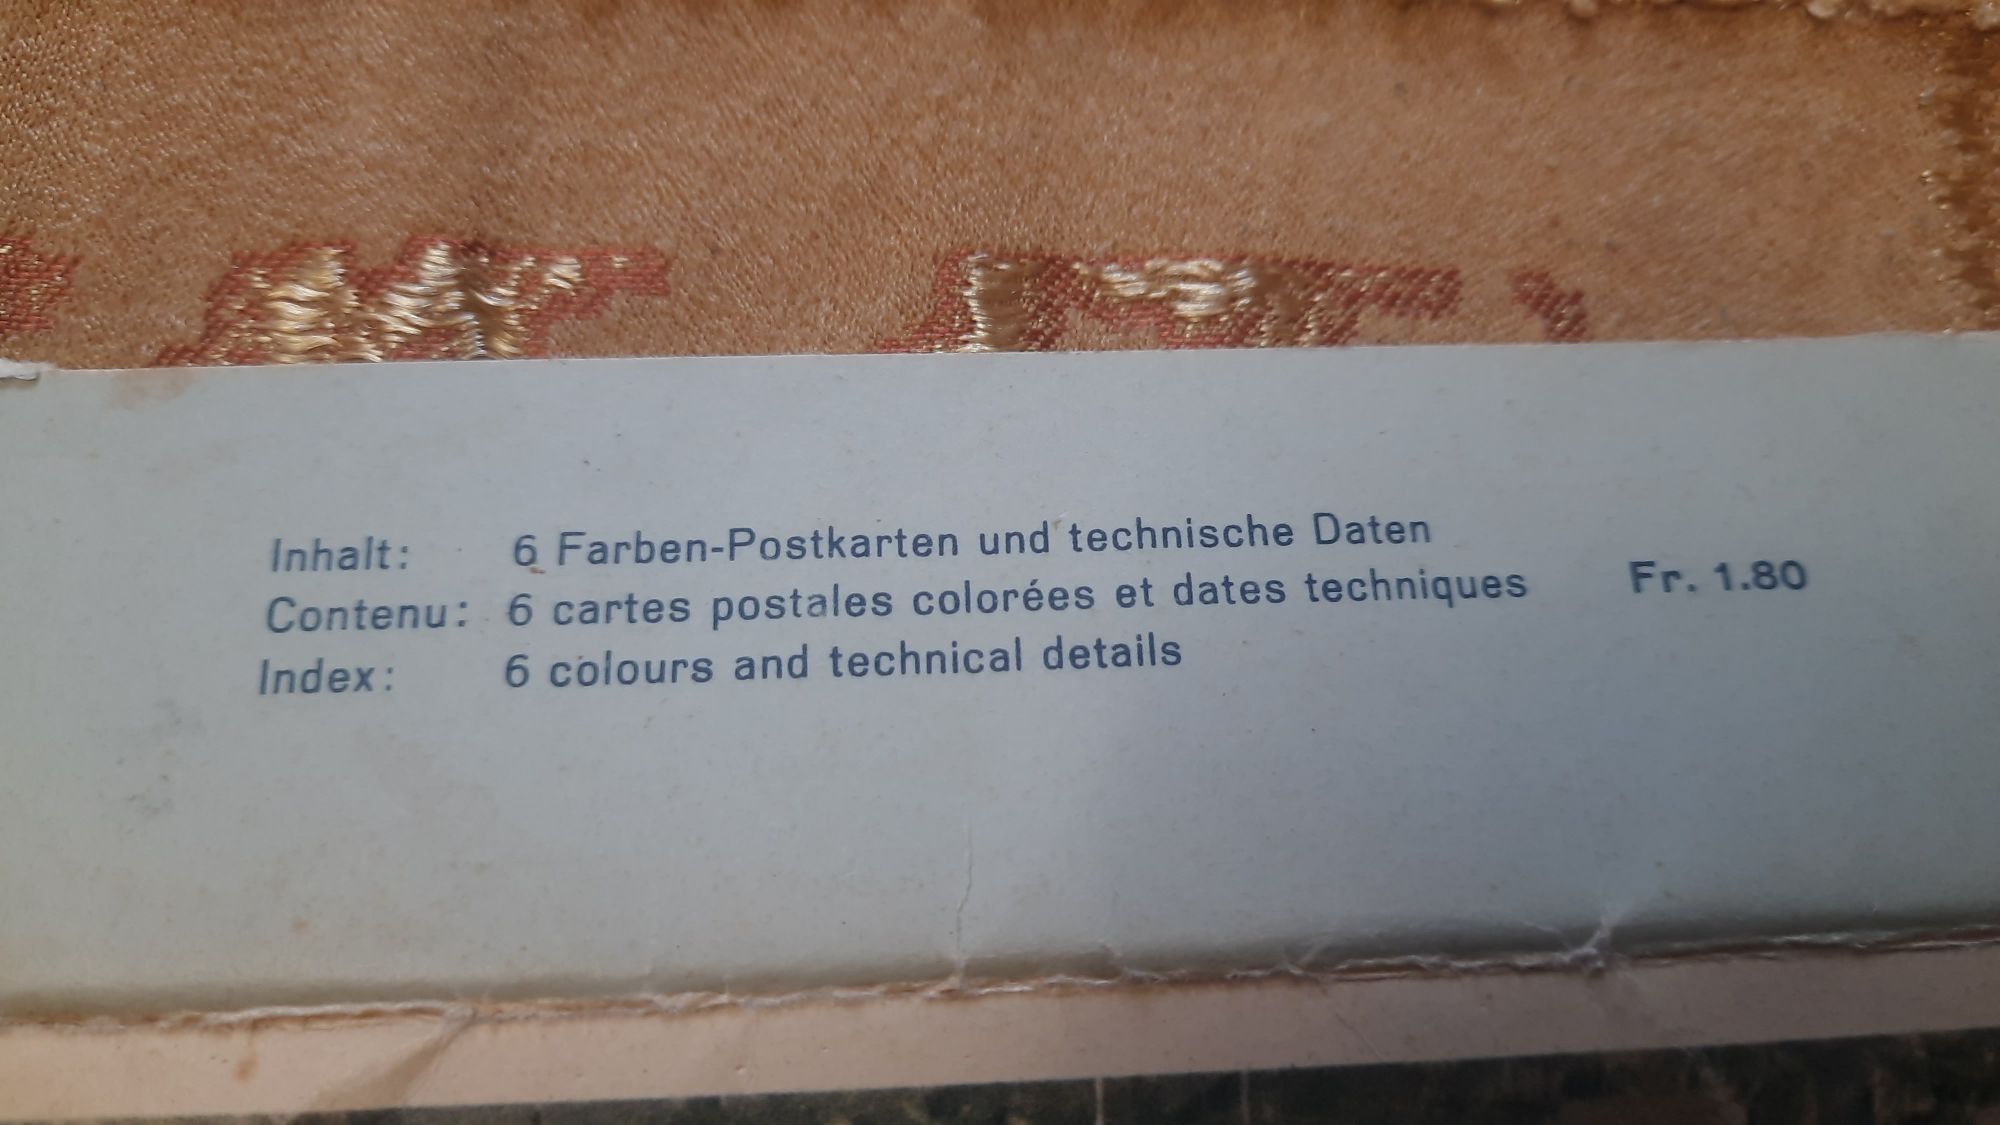 Inhalt: 6 Farben-Postkarten und technische Daten
Contenu: 6 cartes postales colorées et dates techniques Fr. 1.80
Index: 6 colours and technical details